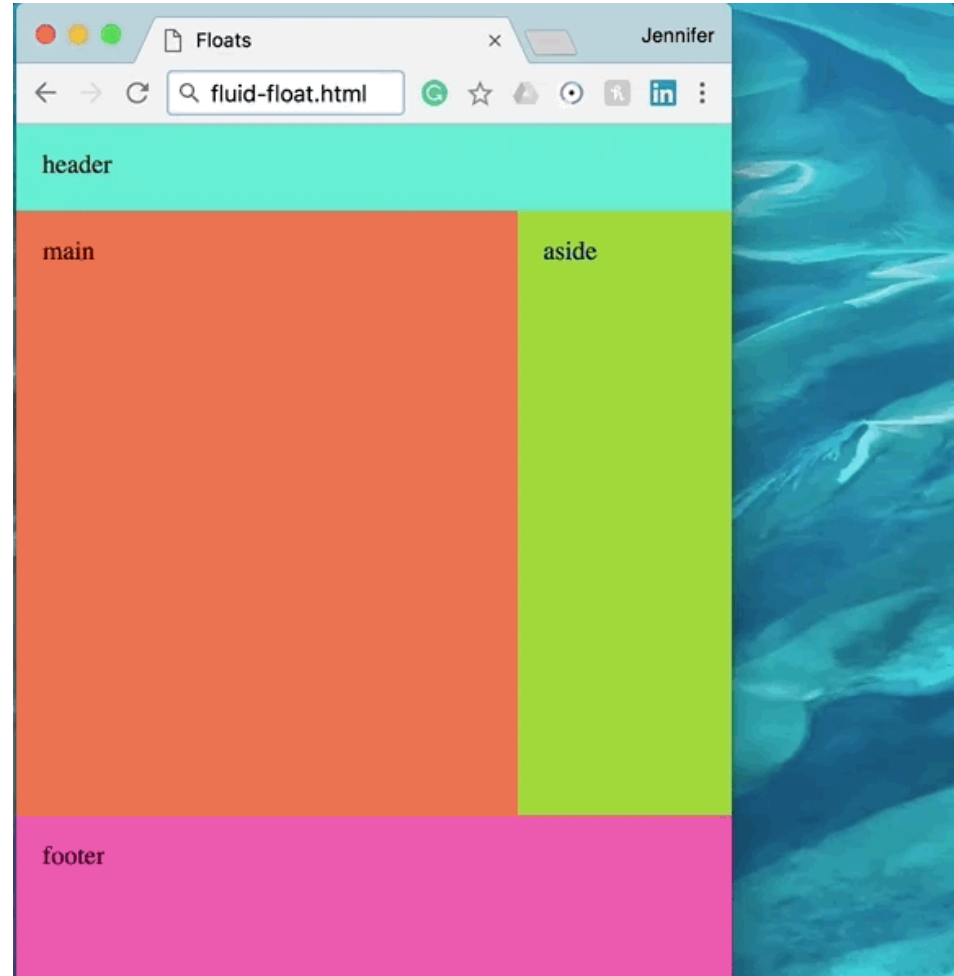 Floats
Jennifer
fluid-float.html
header
main
aside
footer